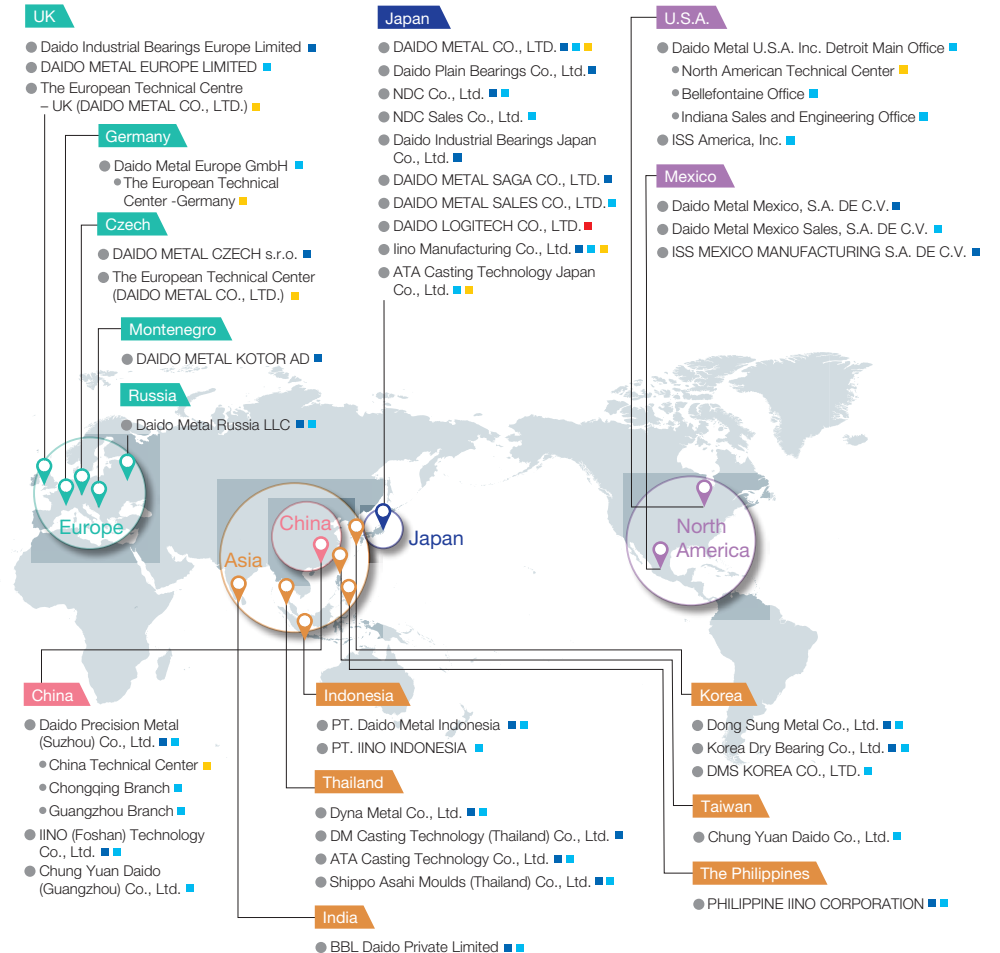 UK
Daido Industrial Bearings Europe Limited
DAIDO METAL EUROPE LIMITED
The European Technical Centre
– UK (DAIDO METAL CO., LTD.)
Germany
Daido Metal Europe GmbH
The European Technical
Center -Germany
Czech
DAIDO METAL CZECH s.r.o.
The European Technical Center
(DAIDO METAL CO., LTD.)
Montenegro
DAIDO METAL KOTOR AD
Russia
Daido Metal Russia LLC
Japan
DAIDO METAL CO., LTD.
Daido Plain Bearings Co., Ltd.
NDC Co., Ltd.
NDC Sales Co., Ltd.
Daido Industrial Bearings Japan
Co., Ltd.
DAIDO METAL SAGA CO., LTD.
DAIDO METAL SALES CO., LTD.
DAIDO LOGITECH CO., LTD.
Iino Manufacturing Co., Ltd.
ATA Casting Technology Japan
Co., Ltd.
U.S.A.
Daido Metal U.S.A. Inc. Detroit Main Office
North American Technical Center
Bellefontaine Office
Indiana Sales and Engineering Office
ISS America, Inc.
Mexico
Daido Metal Mexico, S.A. DE C.V.
Daido Metal Mexico Sales, S.A. DE C.V.
ISS MEXICO MANUFACTURING S.A. DE C.V.
Europe
China
Asia
Japan
North
America
China
Daido Precision Metal
(Suzhou) Co., Ltd.
China Technical Center
Chongqing Branch
Guangzhou Branch
IINO (Foshan) Technology
Co., Ltd.
Chung Yuan Daido
(Guangzhou) Co., Ltd.
Indonesia
PT. Daido Metal Indonesia
PT. IINO INDONESIA
Thailand
Dyna Metal Co., Ltd.
DM Casting Technology (Thailand) Co., Ltd.
ATA Casting Technology Co., Ltd.
Shippo Asahi Moulds (Thailand) Co., Ltd.
India
BBL Daido Private Limited
Korea
Dong Sung Metal Co., Ltd.
Korea Dry Bearing Co., Ltd.
DMS KOREA CO., LTD.
Taiwan
Chung Yuan Daido Co., Ltd.
The Philippines
PHILIPPINE IINO CORPORATION